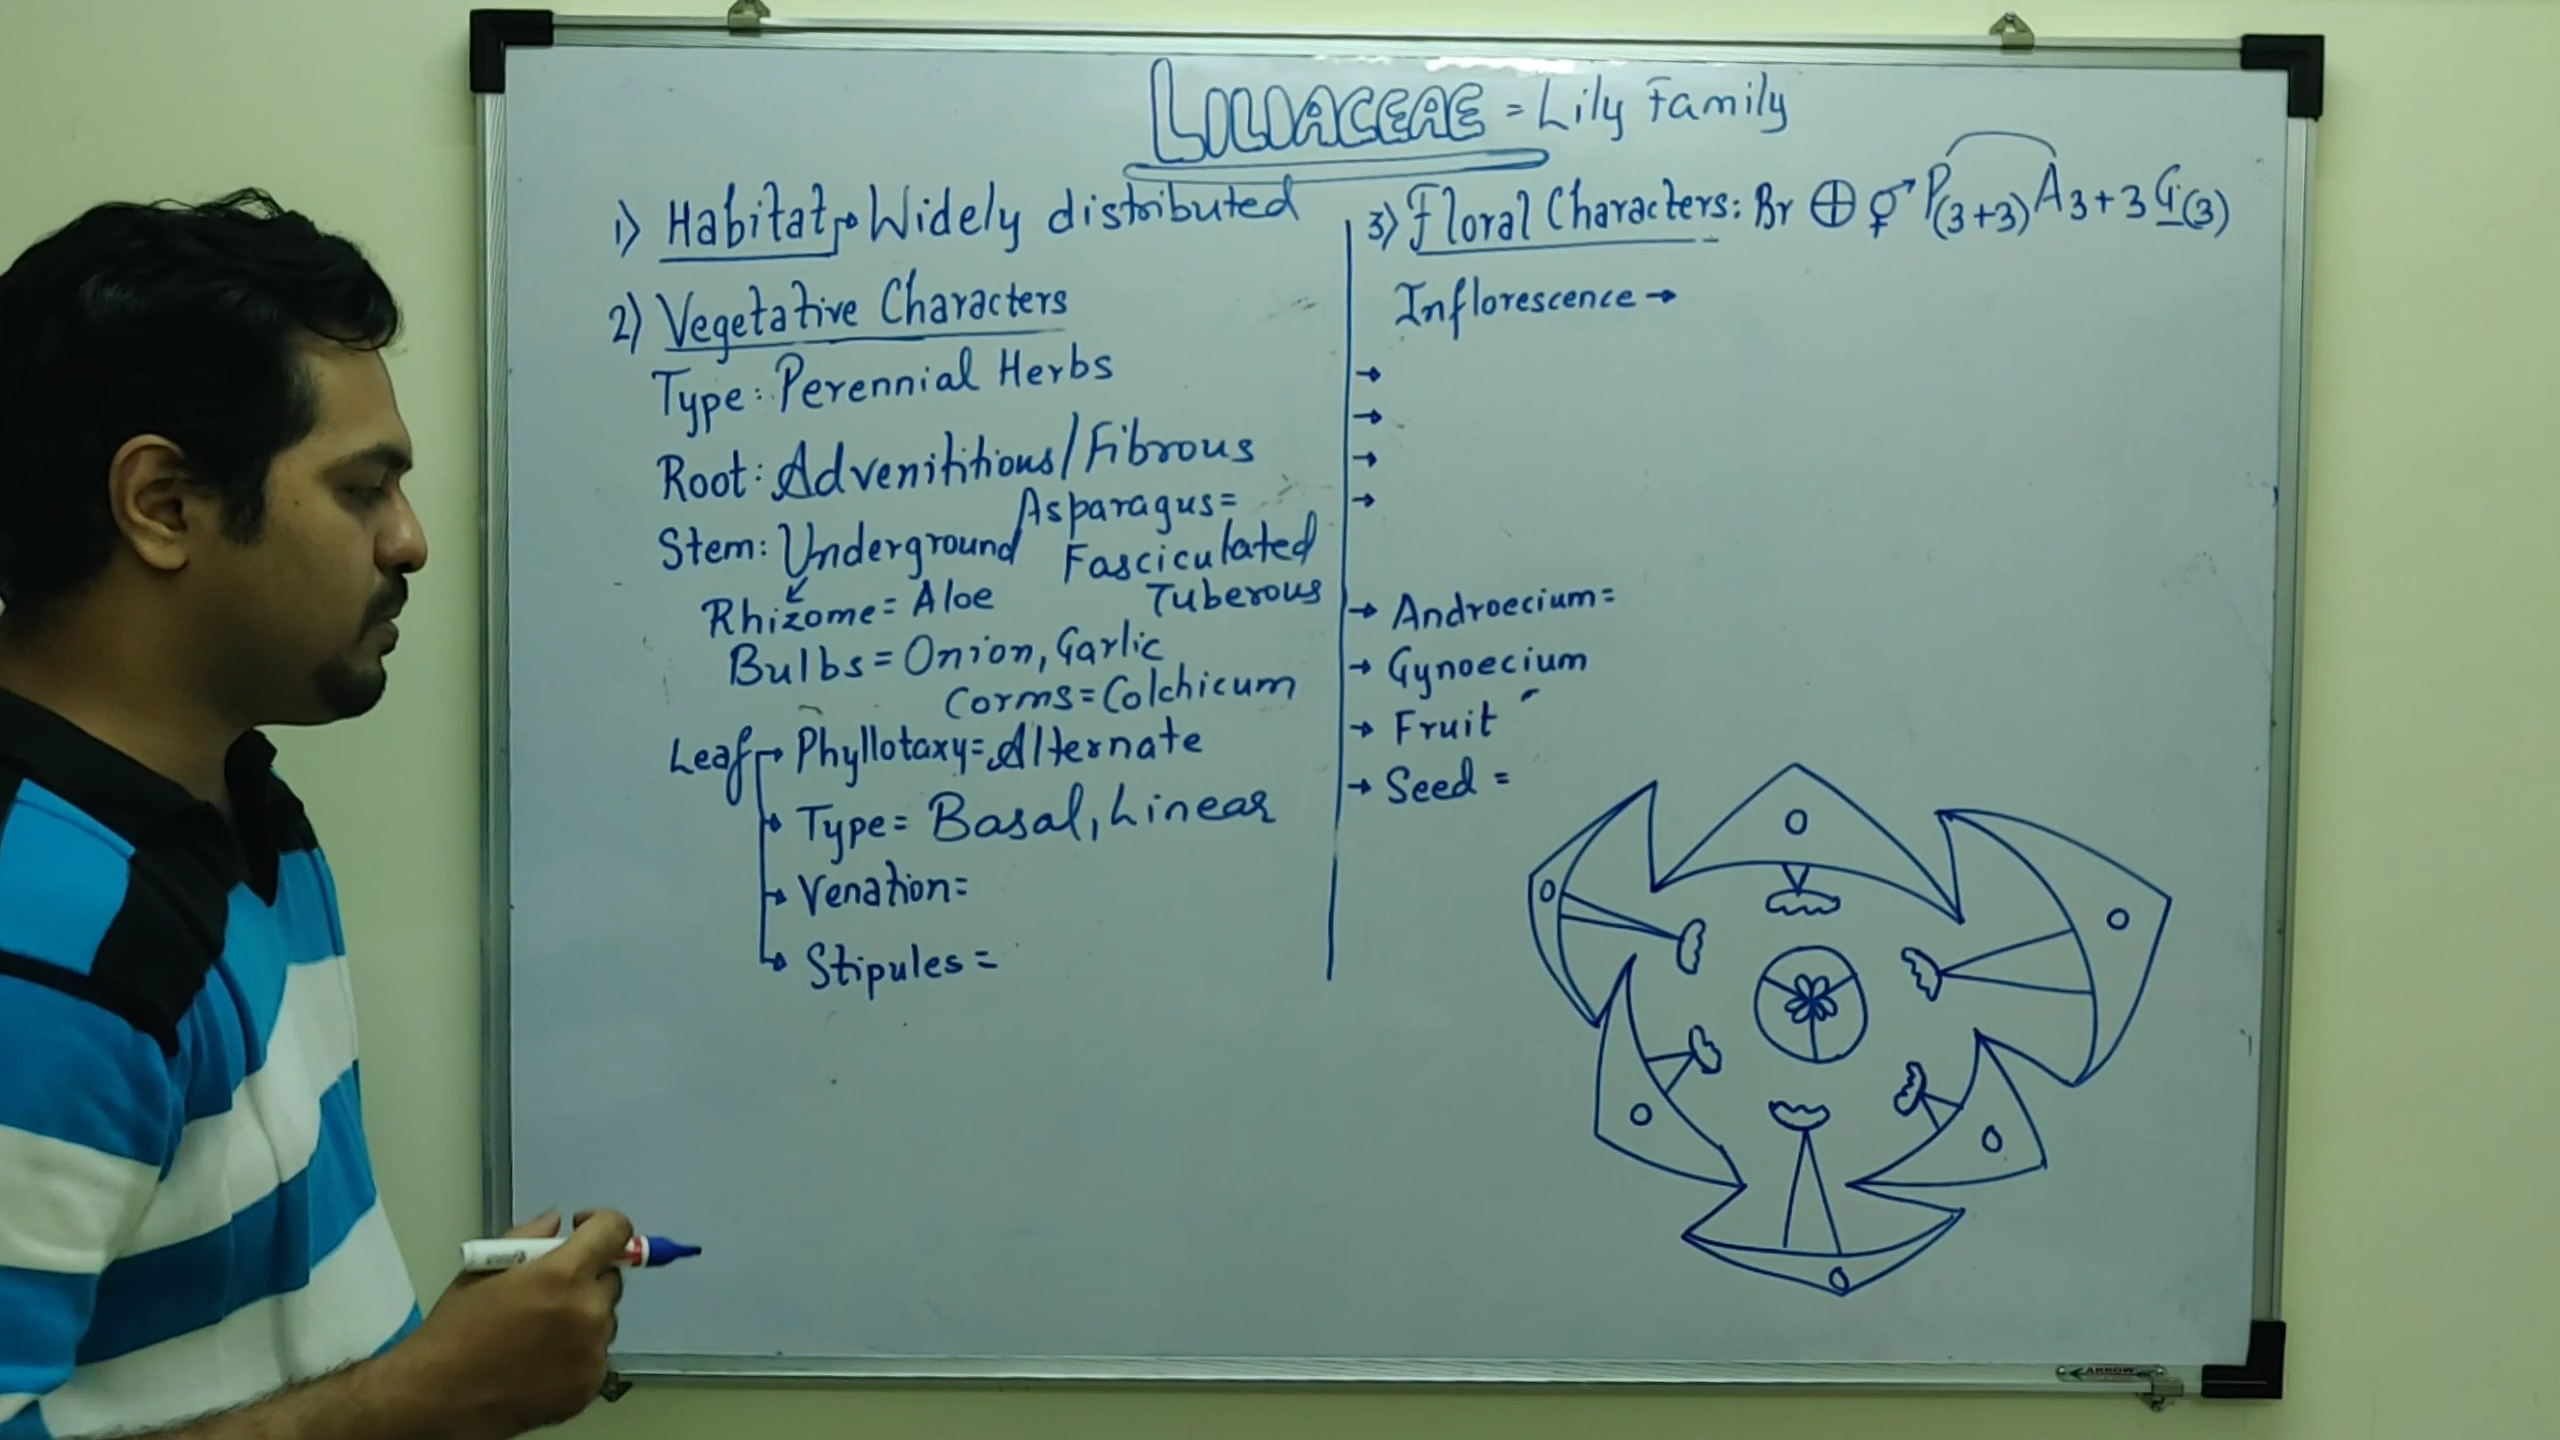 LILIACEAE = Lily Family
1) Habitat → Widely distributed
2) Vegetative Characters
Type: Perennial Herbs
Root: Advenititious/Fibrous
Asparagus=
Stem: Underground Fasciculated
Tuberous
Rhizome = Aloe
Bulbs = Onion, Garlic
Corms = Colchicum
Leaf → Phyllotaxy= Alternate
→ Type= Basal, Linear
→ Venation=
→ Stipules =
3) Floral Characters: Br ⊕ ⚥ P(3+3) A3+3 G(3)
Inflorescence →
→
→
→
→
→ Androecium=
→ Gynoecium
→ Fruit
→ Seed =
ARROW